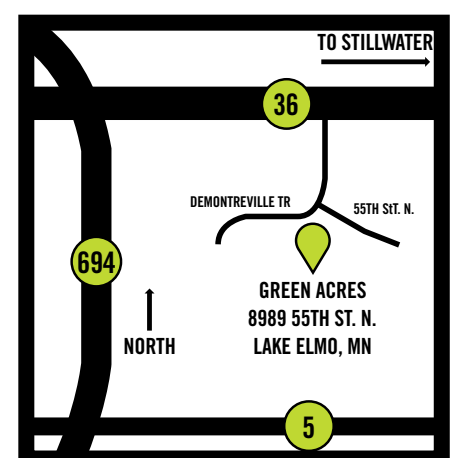 TO STILLWATER
36
DEMONTREVILLE TR
55TH StT. N.
694
GREEN ACRES
8989 55TH ST. N.
LAKE ELMO, MN
NORTH
5